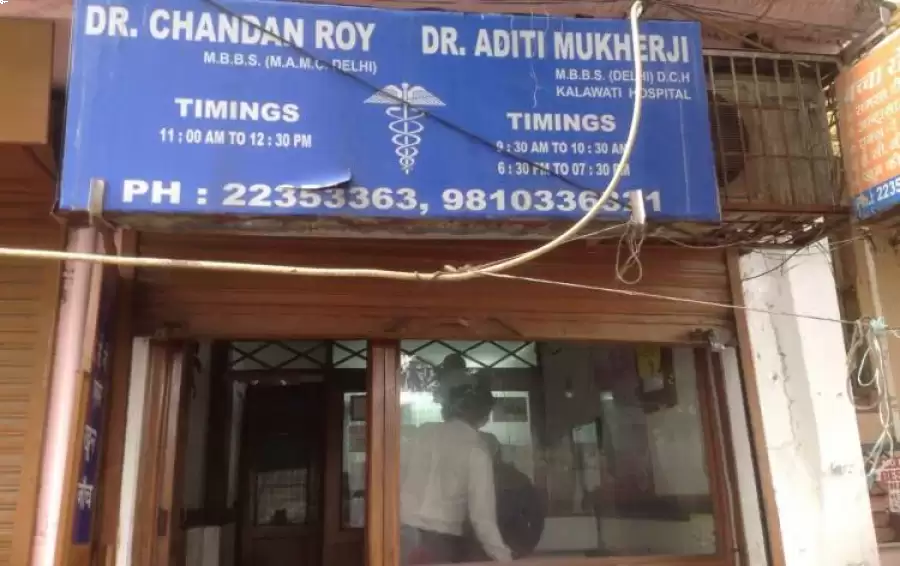 DR. CHANDAN ROY
M.B.B.S. (M.A.M.C. DELHI)
TIMINGS
11 : 00 AM TO 12 : 30 PM
DR. ADITI MUKHERJI
M.B.B.S. (DELHI) D.C.H
KALAWATI HOSPITAL
TIMINGS
9 : 30 AM TO 10 : 30 AM
6 : 30 PM TO 07 : 30 PM
PH : 22353363, 9810336831